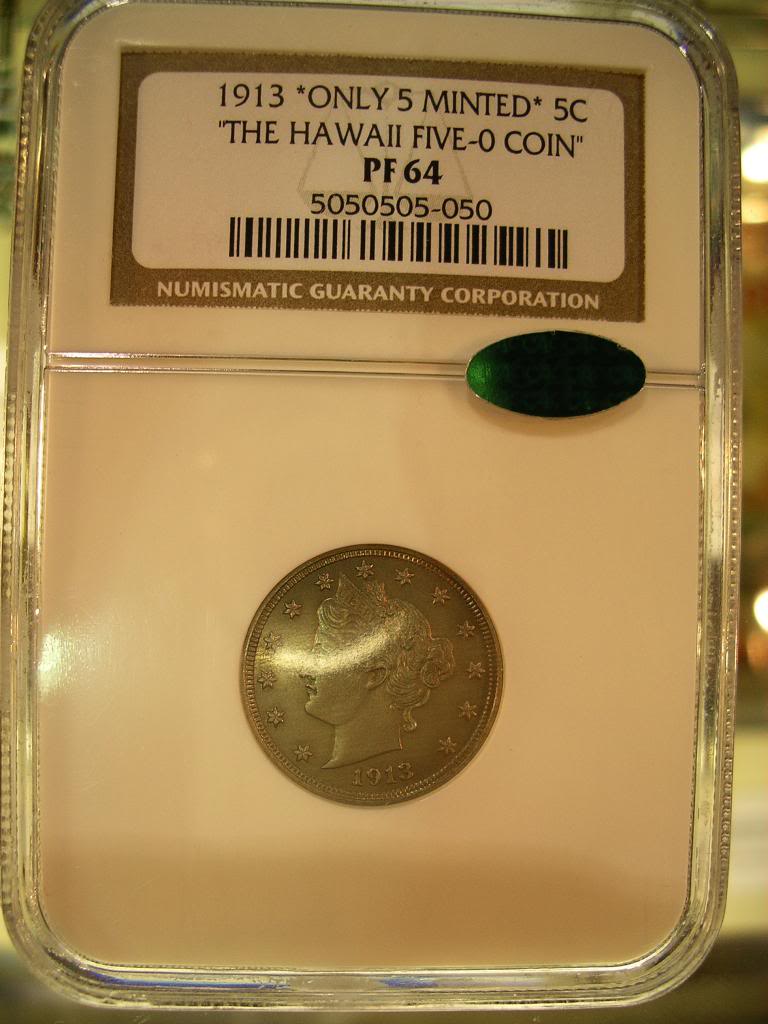 1913 *ONLY 5 MINTED* 5C
"THE HAWAII FIVE-0 COIN"
PF 64
5050505-050
NUMISMATIC GUARANTY CORPORATION
1913